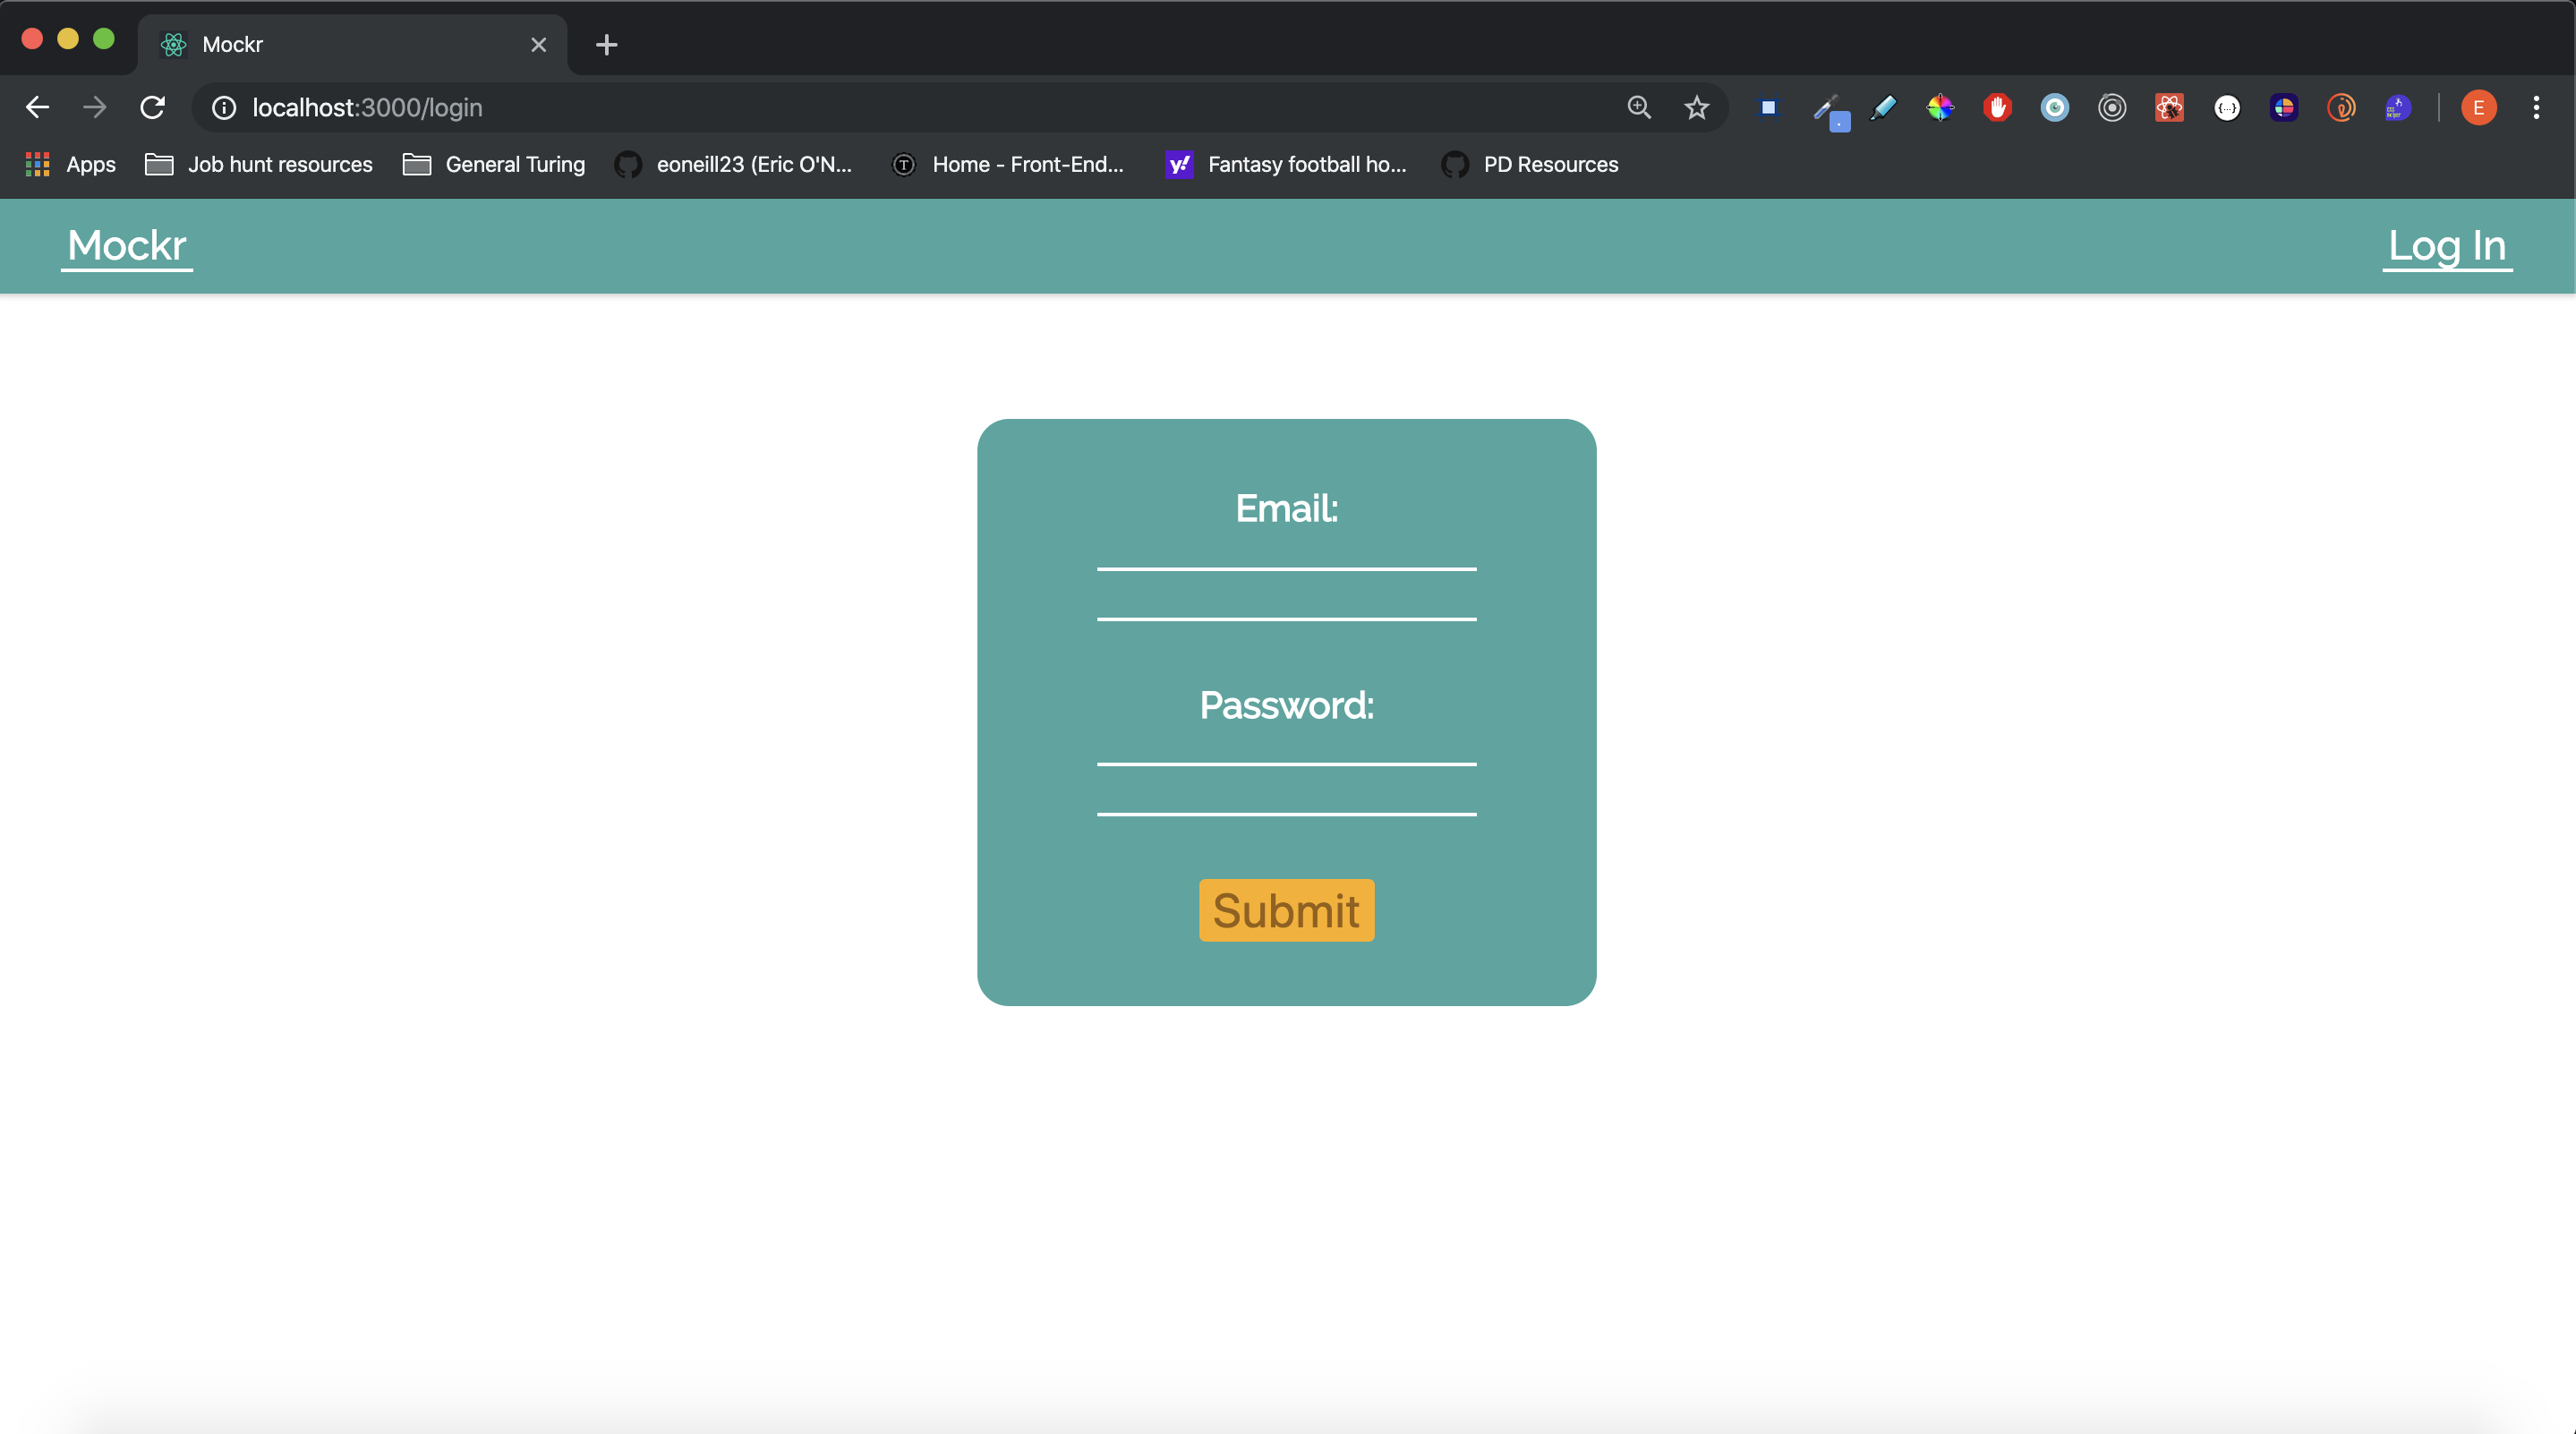 Mockr
localhost:3000/login
E
Apps
Job hunt resources
General Turing
eoneill23 (Eric O'N...
Home - Front-End...
Fantasy football ho...
PD Resources
Mockr
Log In
Email:
Password:
Submit